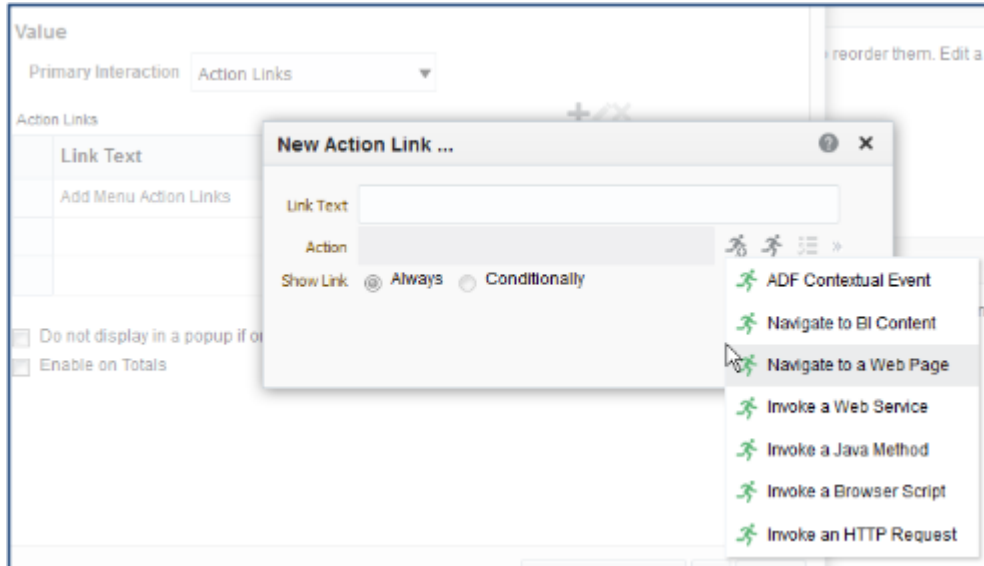 Value
Primary Interaction Action Links
reorder them. Edit a
Action Links
Link Text
Add Menu Action Links
New Action Link ...
Link Text
Action
Show Link Always Conditionally
ADF Contextual Event
Navigate to BI Content
Navigate to a Web Page
Invoke a Web Service
Invoke a Java Method
Invoke a Browser Script
Invoke an HTTP Request
Do not display in a popup if
Enable on Totals